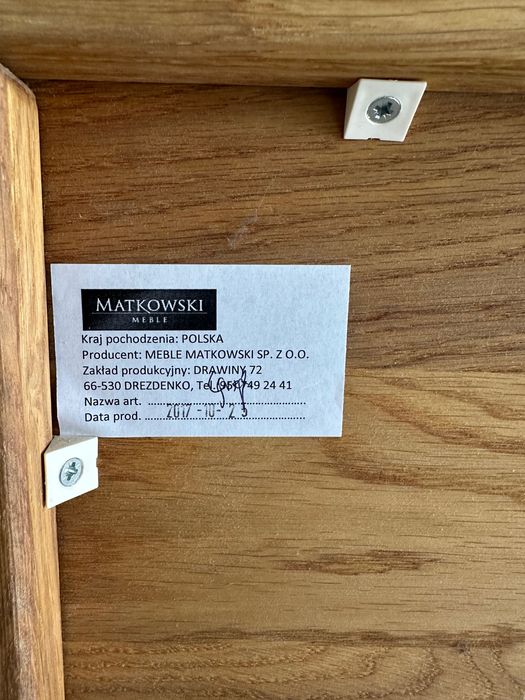 MATKOWSKI
MEBLE
Kraj pochodzenia: POLSKA
Producent: MEBLE MATKOWSKI SP. Z O.O.
Zakład produkcyjny: DRAWINY 72
66-530 DREZDENKO, Tel. (95) 749 24 41
Nazwa art. ........................................
Data prod. 2017-10-